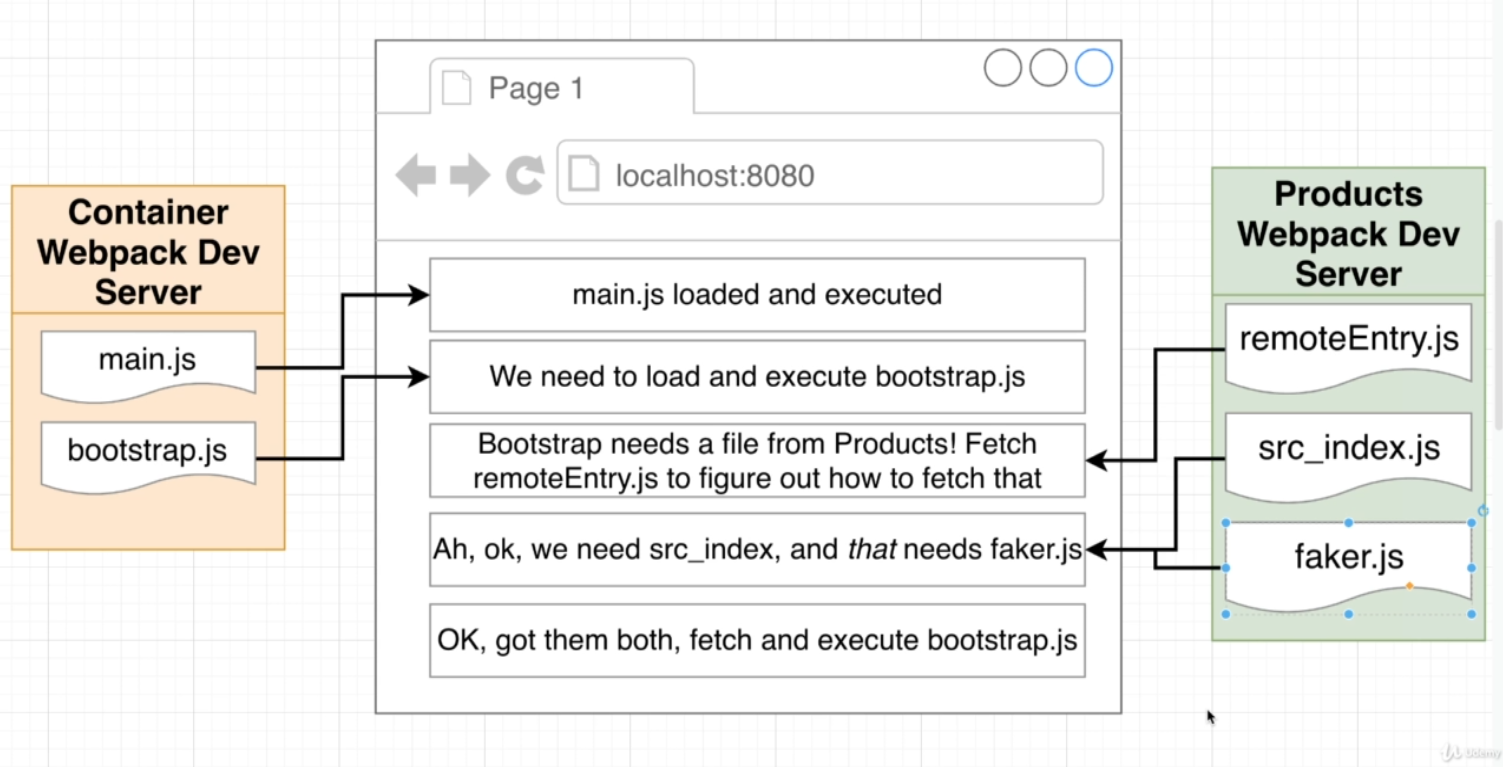 Page 1
localhost:8080
Container
Webpack Dev
Server
main.js
bootstrap.js
main.js loaded and executed
We need to load and execute bootstrap.js
Bootstrap needs a file from Products! Fetch
remoteEntry.js to figure out how to fetch that
Ah, ok, we need src_index, and that needs faker.js
OK, got them both, fetch and execute bootstrap.js
Products
Webpack Dev
Server
remoteEntry.js
src_index.js
faker.js
Udemy